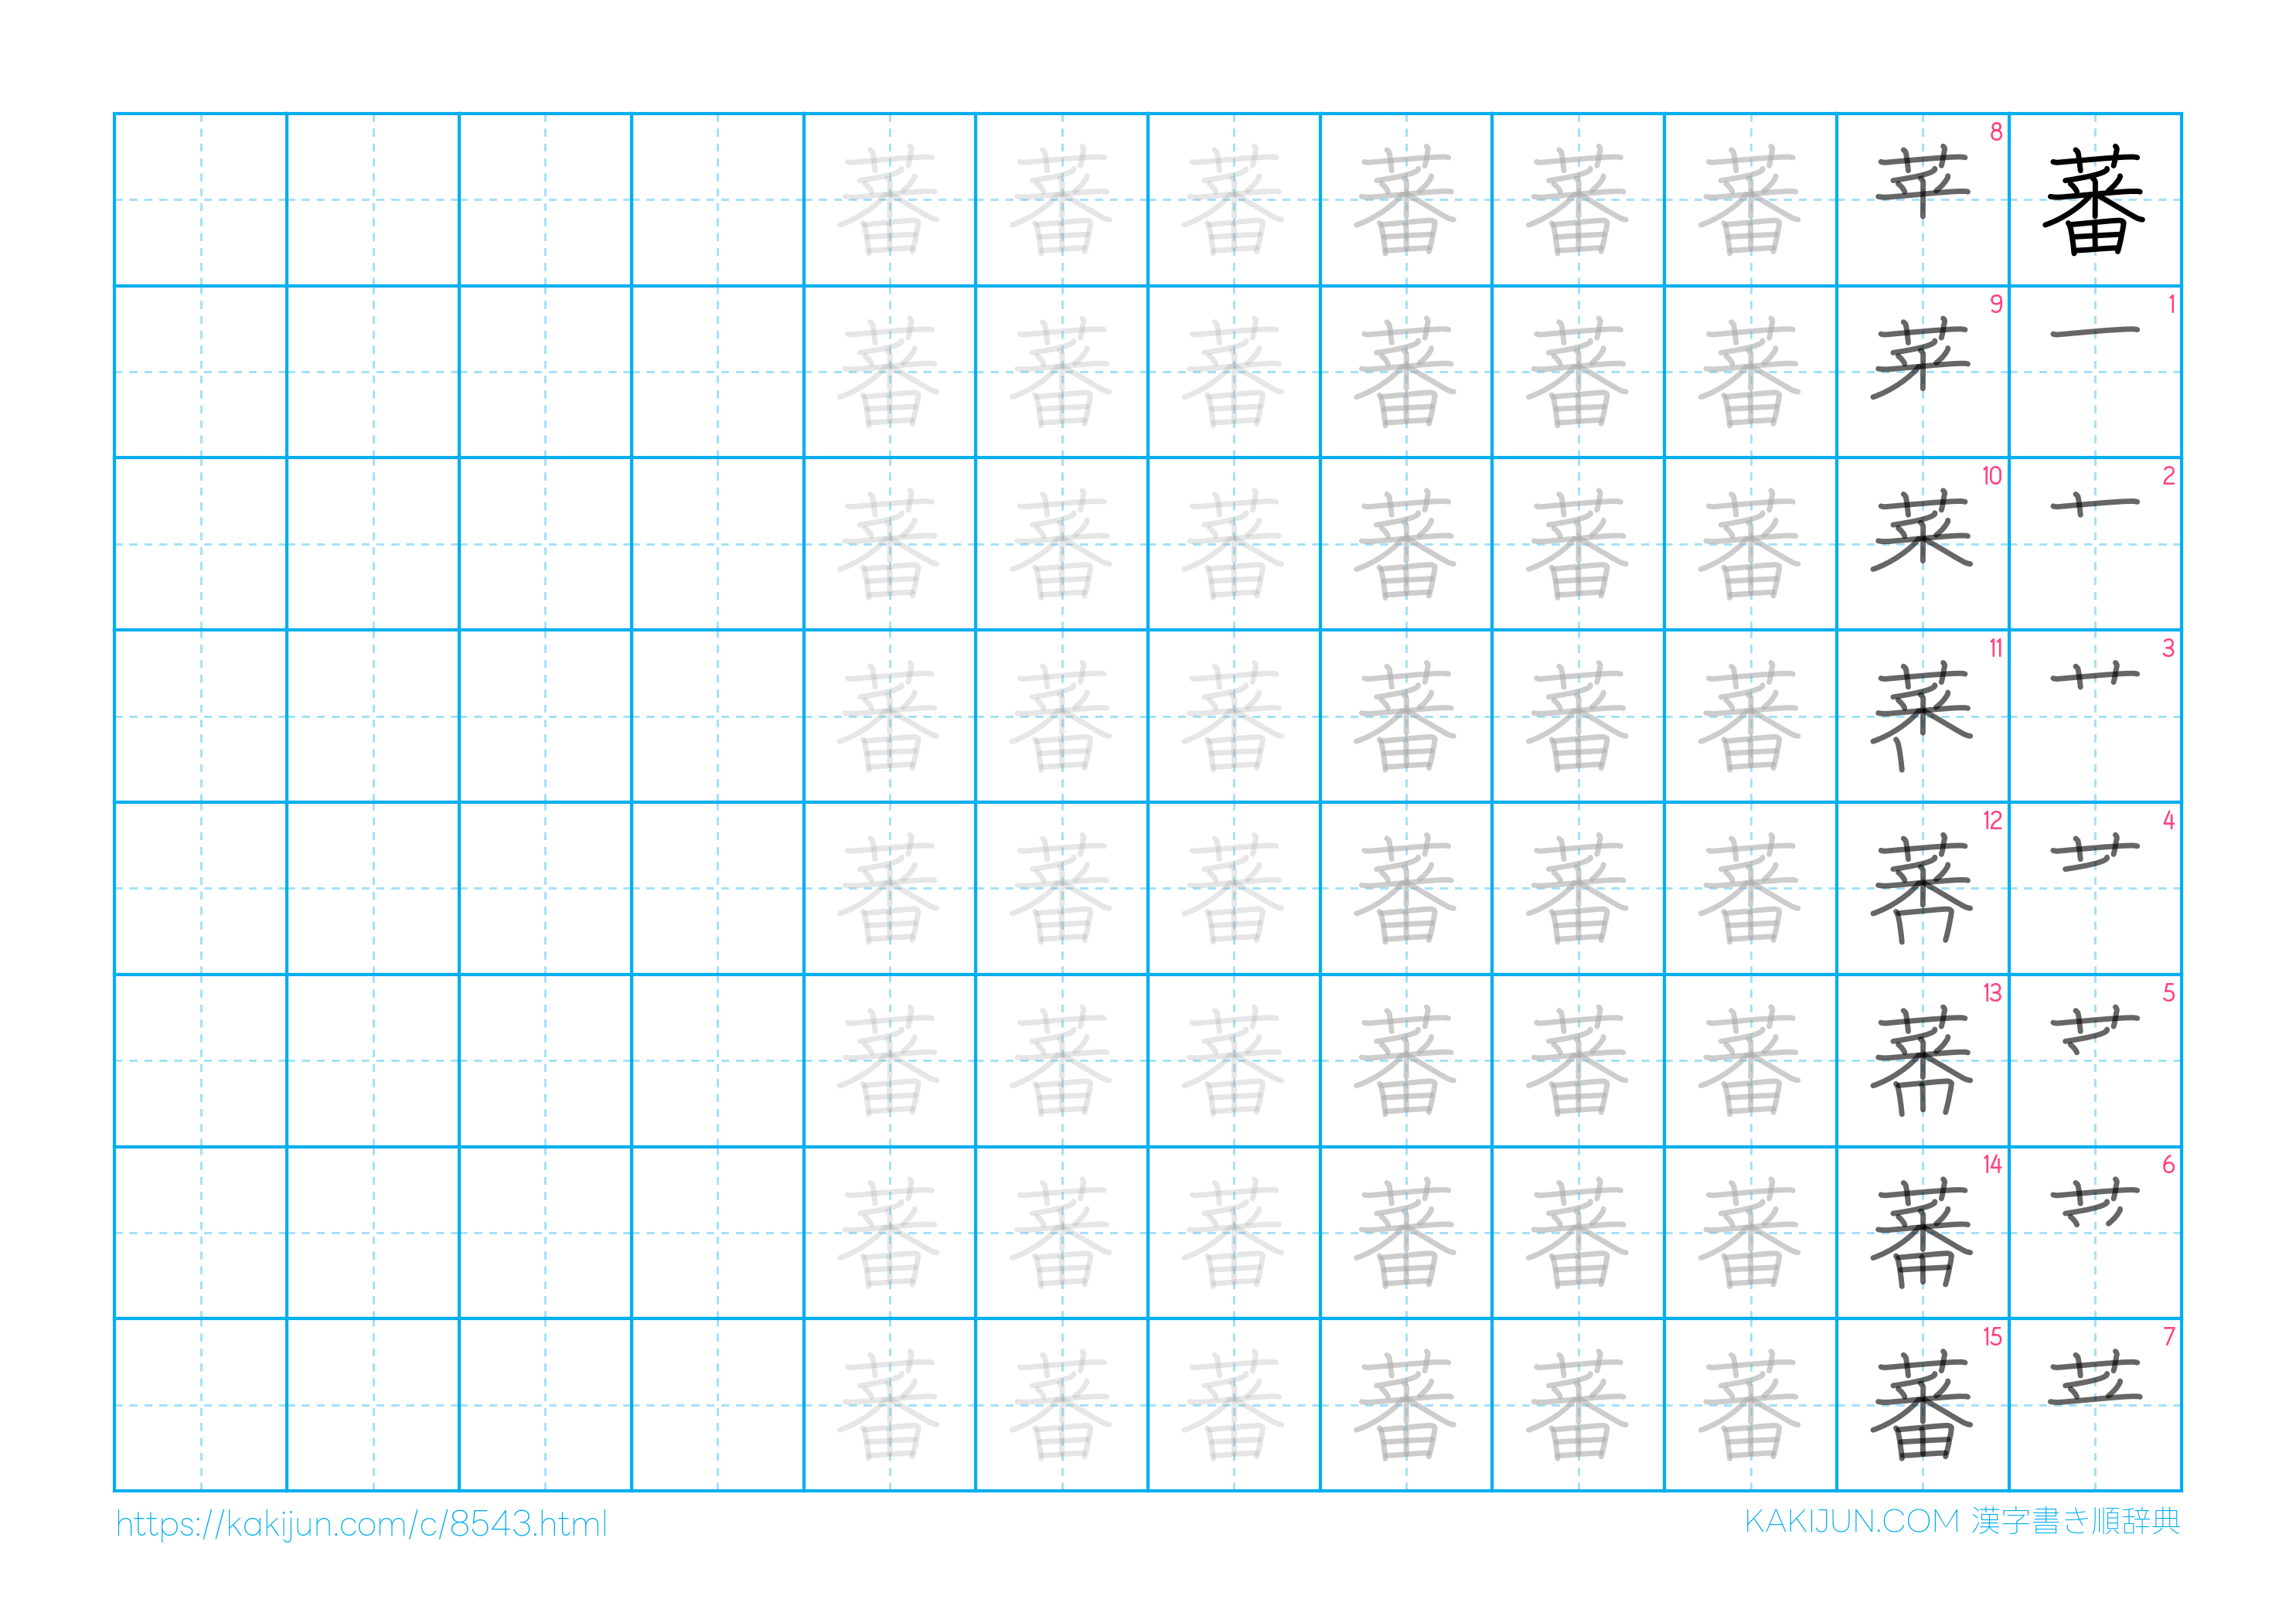 蕃 8 蕃 蕃 蕃 蕃 蕃 蕃
1 9 蕃 蕃 蕃 蕃 蕃 蕃
2 10 蕃 蕃 蕃 蕃 蕃 蕃
3 11 蕃 蕃 蕃 蕃 蕃 蕃
4 12 蕃 蕃 蕃 蕃 蕃 蕃
5 13 蕃 蕃 蕃 蕃 蕃 蕃
6 14 蕃 蕃 蕃 蕃 蕃 蕃
7 15 蕃 蕃 蕃 蕃 蕃 蕃 蕃
https://kakijun.com/c/8543.html
KAKIJUN.COM 漢字書き順辞典